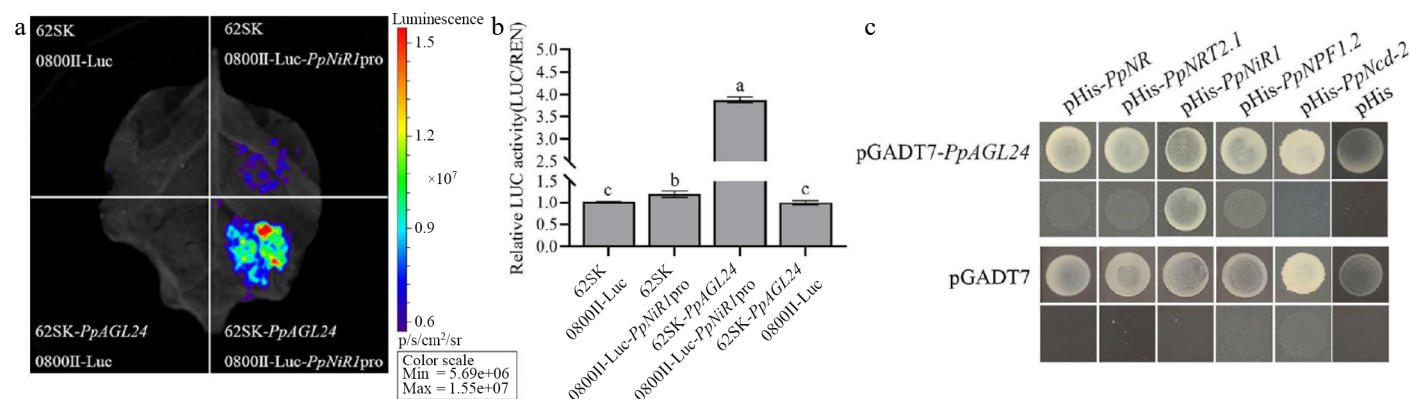 a
62SK
0800II-Luc
62SK
0800II-Luc-PpNiR1pro
62SK-PpAGL24
0800II-Luc
62SK-PpAGL24
0800II-Luc-PpNiR1pro
Luminescence
1.5
1.2
×10⁷
0.9
0.6
p/s/cm²/sr
Color scale
Min = 5.69e+06
Max = 1.55e+07
b
Relative LUC activity(LUC/REN)
5.0
4.5
4.0
3.5
3.0
2.5
1.5
1.0
0.5
0.0
c
b
a
c
62SK
0800II-Luc
62SK
0800II-Luc-PpNiR1pro
62SK-PpAGL24
0800II-Luc-PpNiR1pro
62SK-PpAGL24
0800II-Luc
c
pHis-PpNR
pHis-PpNRT2.1
pHis-PpNiR1
pHis-PpNPF1.2
pHis-PpNcd-2
pHis
pGADT7-PpAGL24
pGADT7